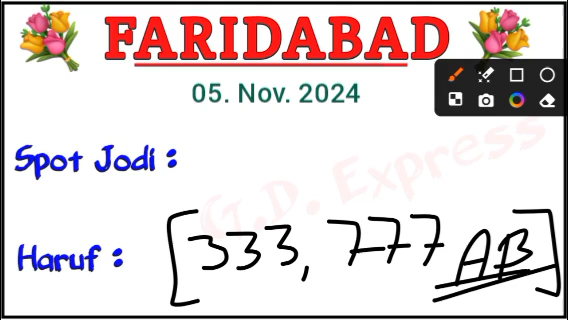 FARIDABAD
05. Nov. 2024
Spot Jodi :
G.D. Express
Haruf : [333, 777 AB]